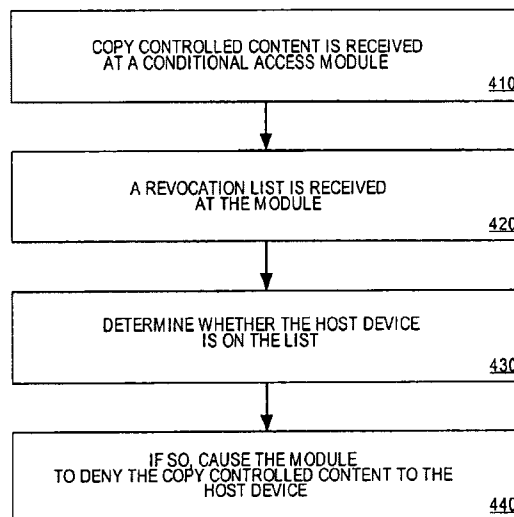 COPY CONTROLLED CONTENT IS RECEIVED
AT A CONDITIONAL ACCESS MODULE
410
A REVOCATION LIST IS RECEIVED
AT THE MODULE
420
DETERMINE WHETHER THE HOST DEVICE
IS ON THE LIST
430
IF SO, CAUSE THE MODULE
TO DENY THE COPY CONTROLLED CONTENT TO THE
HOST DEVICE
440